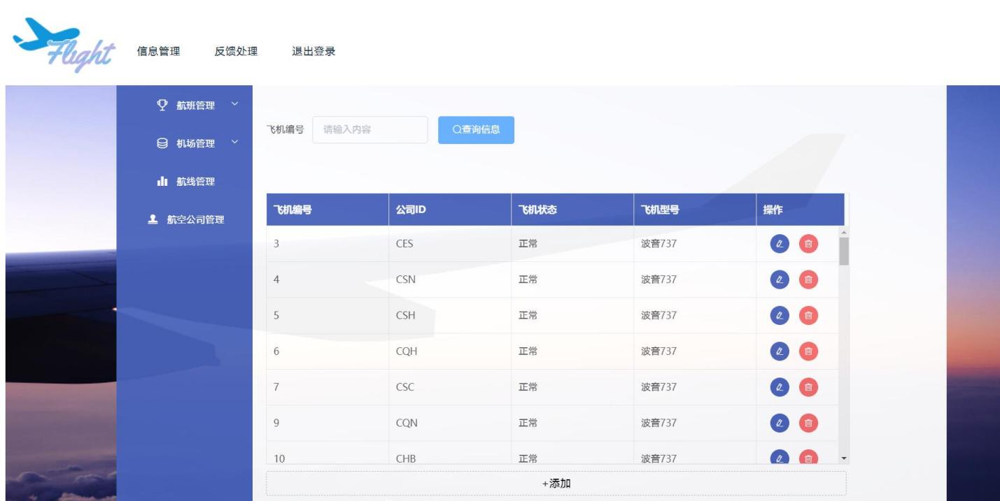 Flight
信息管理 反馈处理 退出登录
航班管理
机场管理
航线管理
航空公司管理
飞机编号 请输入内容 查询信息
飞机编号 公司ID 飞机状态 飞机型号 操作
3 CES 正常 波音737
4 CSN 正常 波音737
5 CSH 正常 波音737
6 CQH 正常 波音737
7 CSC 正常 波音737
9 CQN 正常 波音737
10 CHB 正常 波音737
+添加